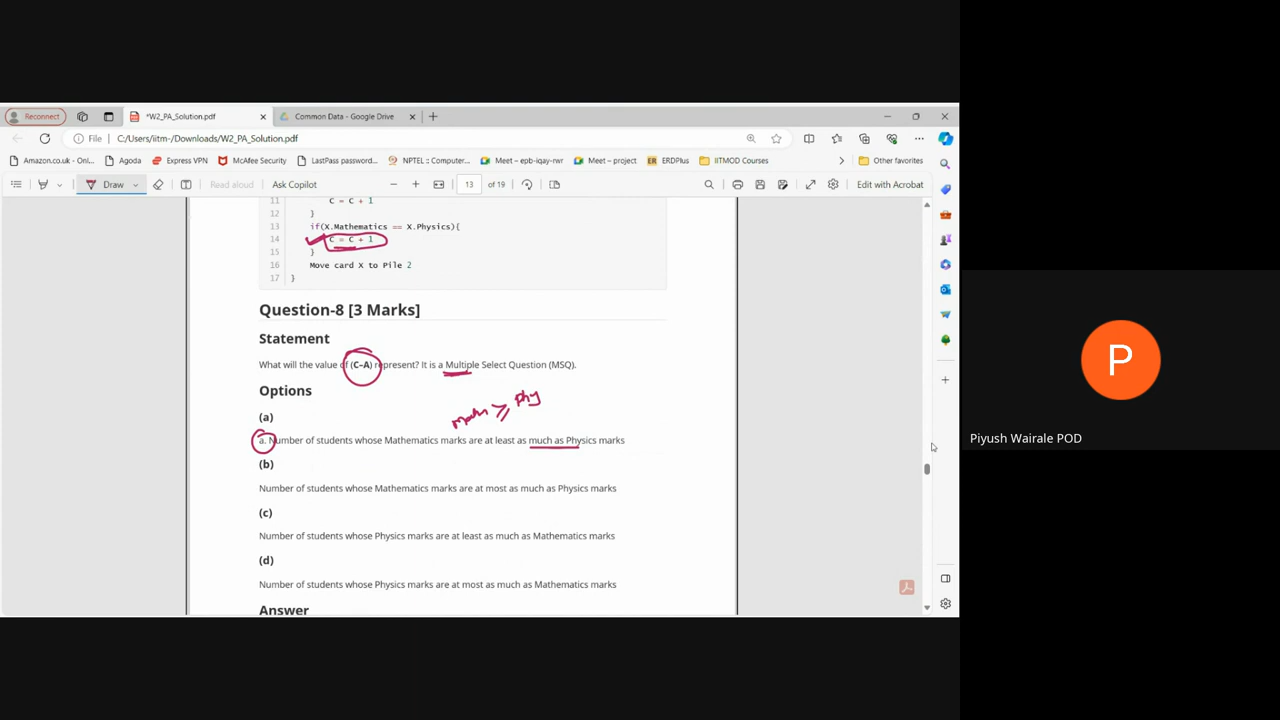 Reconnect
*W2_PA_Solution.pdf
Common Data - Google Drive
File
C:/Users/iitm-/Downloads/W2_PA_Solution.pdf
Amazon.co.uk - Onl...
Agoda
Express VPN
McAfee Security
LastPass password...
NPTEL :: Computer...
Meet – epb-iqay-rwr
Meet – project
ER ERDPlus
IITMOD Courses
Other favorites
Draw
Read aloud
Ask Copilot
13 of 19
Edit with Acrobat
11 C = C + 1
12 }
13 if(X.Mathematics == X.Physics){
14 C = C + 1
15 }
16 Move card X to Pile 2
17 }
Question-8 [3 Marks]
Statement
What will the value of (C–A) represent? It is a Multiple Select Question (MSQ).
Options
maths ≥ Phy
(a)
a. Number of students whose Mathematics marks are at least as much as Physics marks
(b)
Number of students whose Mathematics marks are at most as much as Physics marks
(c)
Number of students whose Physics marks are at least as much as Mathematics marks
(d)
Number of students whose Physics marks are at most as much as Mathematics marks
Answer
P
Piyush Wairale POD